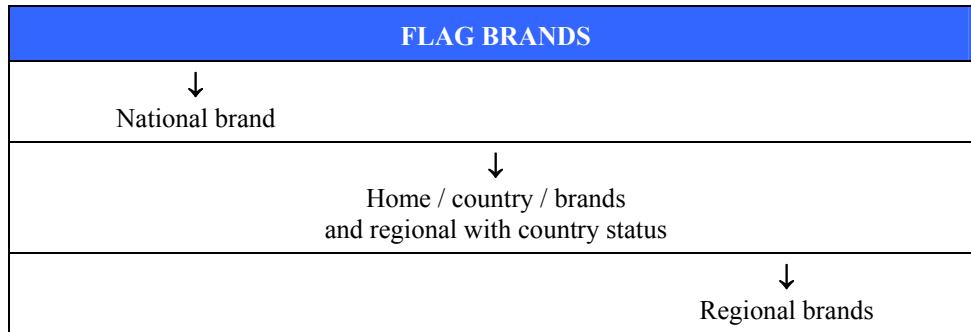 FLAG BRANDS
↓
National brand
↓
Home / country / brands
and regional with country status
↓
Regional brands